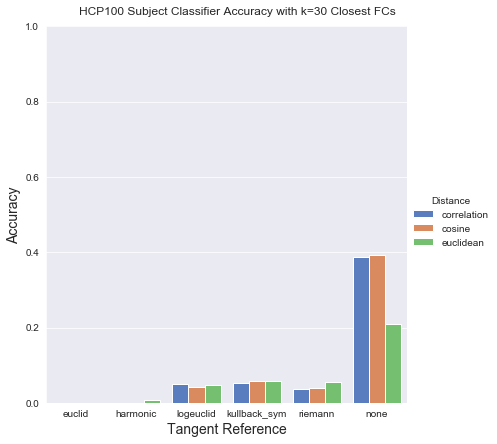 HCP100 Subject Classifier Accuracy with k=30 Closest FCs
1.0
0.8
0.6
0.4
0.2
0.0
Accuracy
euclid harmonic logeuclid kullback_sym riemann none
Tangent Reference
Distance
correlation
cosine
euclidean